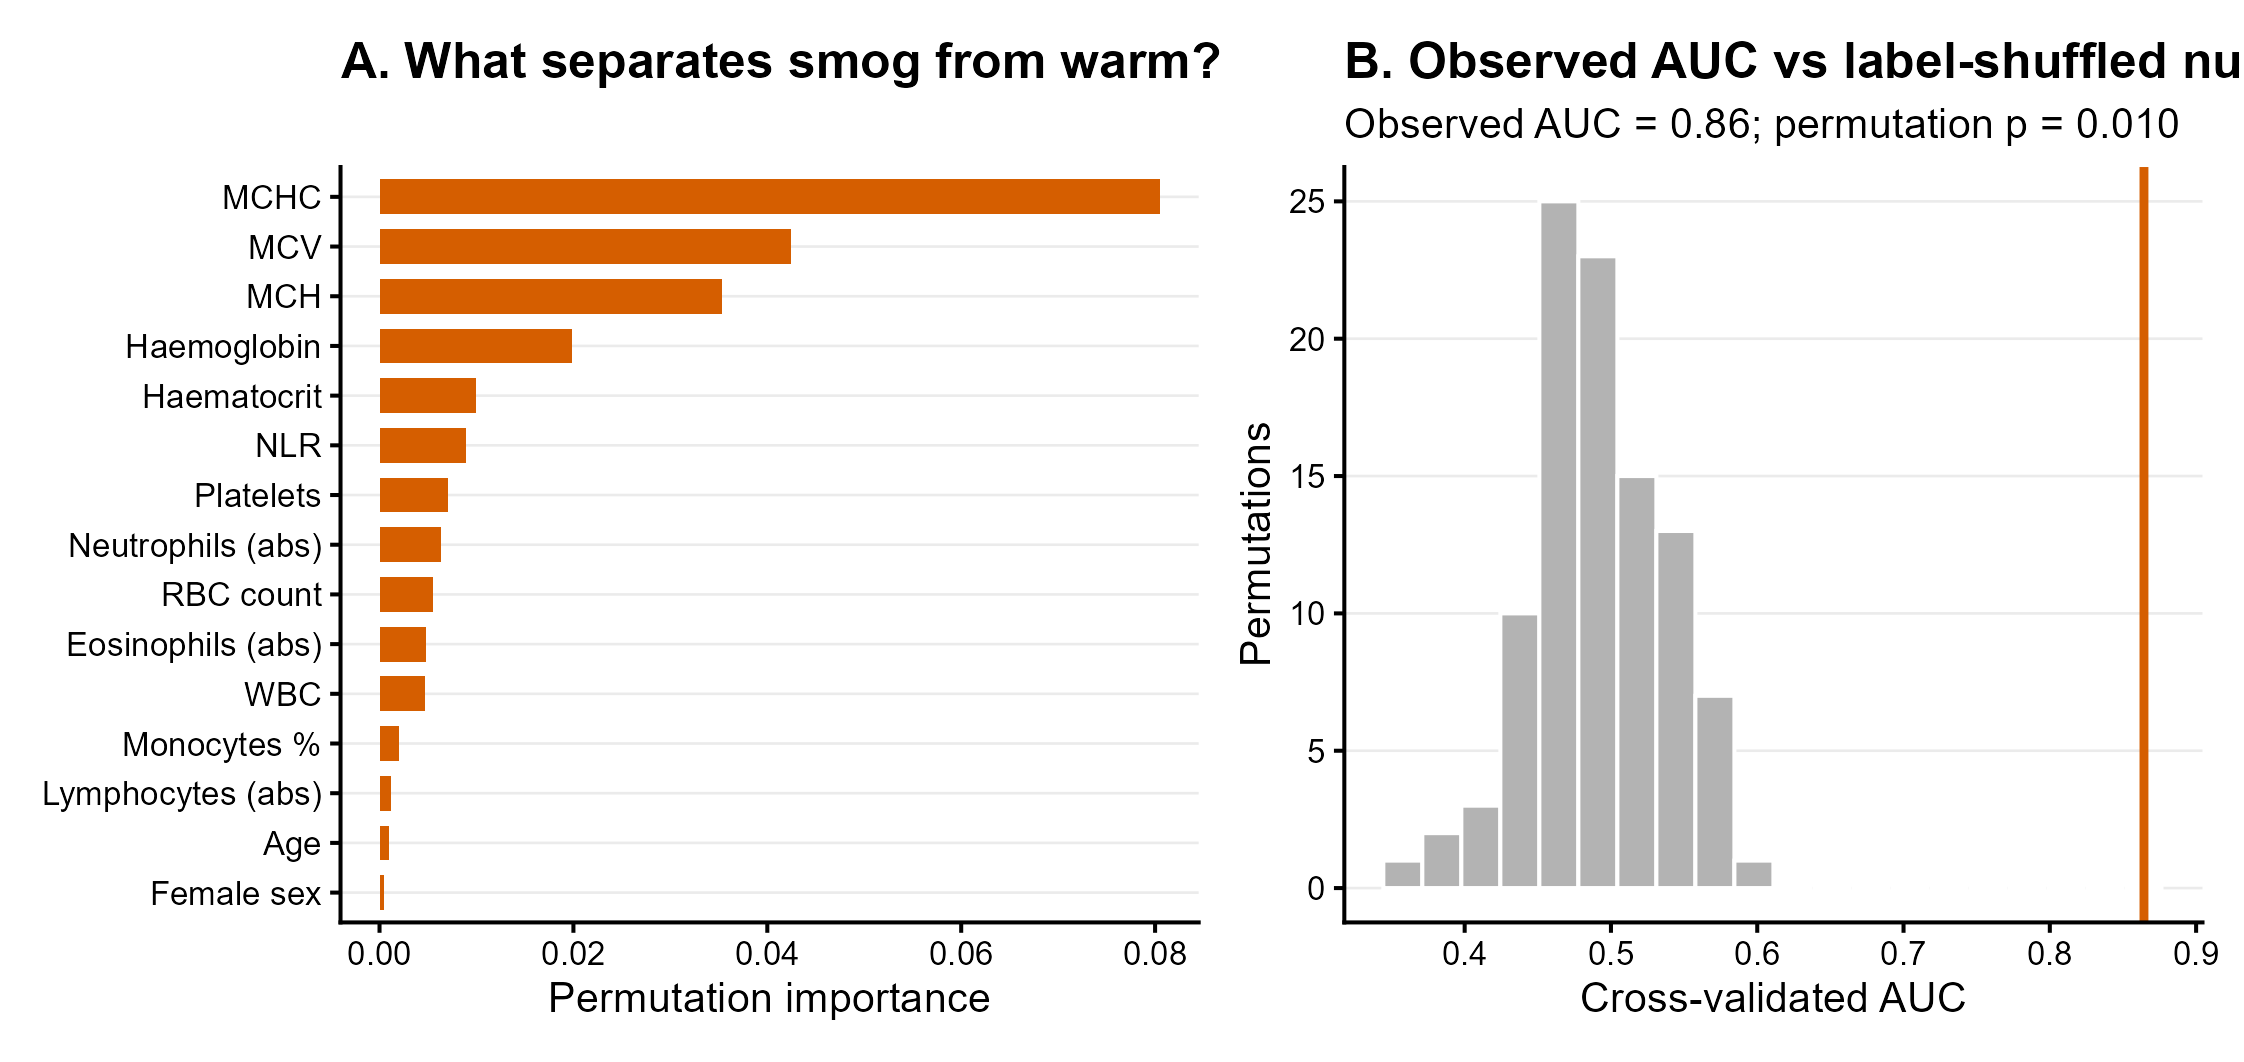 A. What separates smog from warm?
MCHC
MCV
MCH
Haemoglobin
Haematocrit
NLR
Platelets
Neutrophils (abs)
RBC count
Eosinophils (abs)
WBC
Monocytes %
Lymphocytes (abs)
Age
Female sex
0.00 0.02 0.04 0.06 0.08
Permutation importance
B. Observed AUC vs label-shuffled nu
Observed AUC = 0.86; permutation p = 0.010
Permutations
25
20
15
10
5
0
0.4 0.5 0.6 0.7 0.8 0.9
Cross-validated AUC